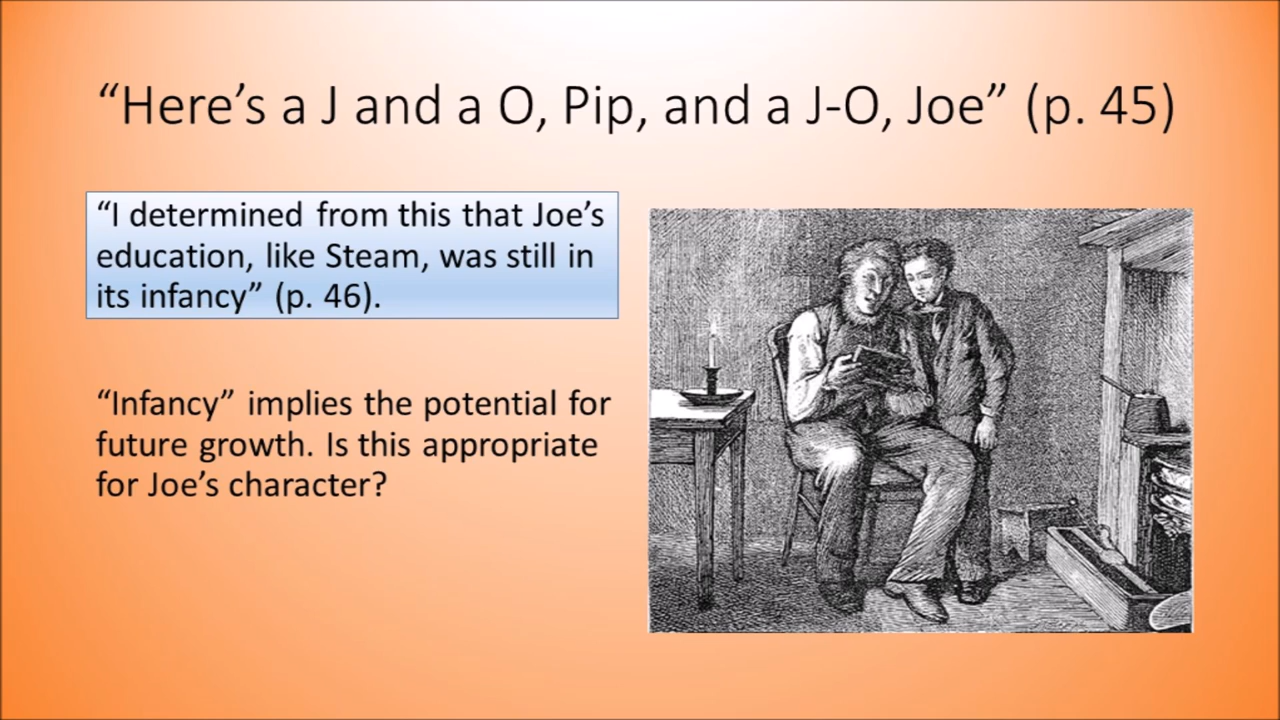 “Here’s a J and a O, Pip, and a J-O, Joe” (p. 45)
“I determined from this that Joe’s
education, like Steam, was still in
its infancy” (p. 46).
“Infancy” implies the potential for
future growth. Is this appropriate
for Joe’s character?